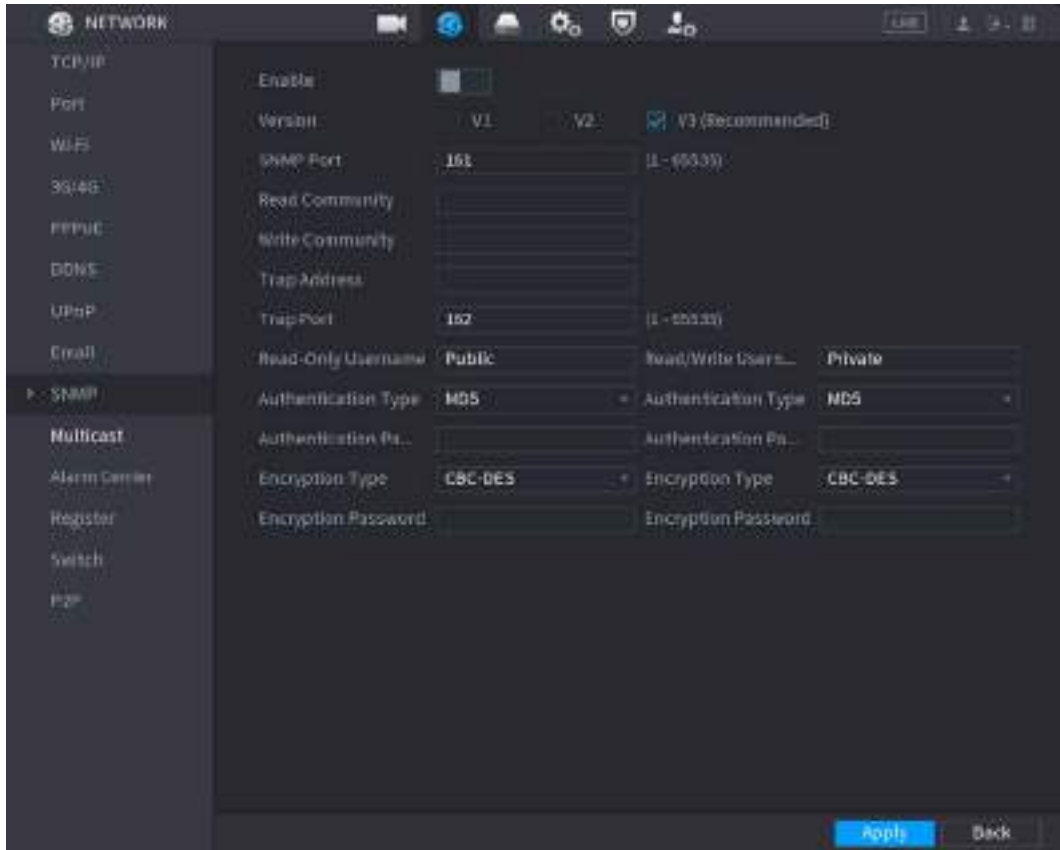 NETWORK
LIVE
TCP/IP
Port
Wi-Fi
3G/4G
PPPoE
DDNS
UPnP
Email
SNMP
Multicast
Alarm Center
Register
Switch
P2P
Enable
Version V1 V2 V3 (Recommended)
SNMP Port 161 (1 - 65535)
Read Community
Write Community
Trap Address
Trap Port 162 (1 - 65535)
Read-Only Username Public Read/Write Usern... Private
Authentication Type MD5 Authentication Type MD5
Authentication Pa... Authentication Pa...
Encryption Type CBC-DES Encryption Type CBC-DES
Encryption Password Encryption Password
Apply Back